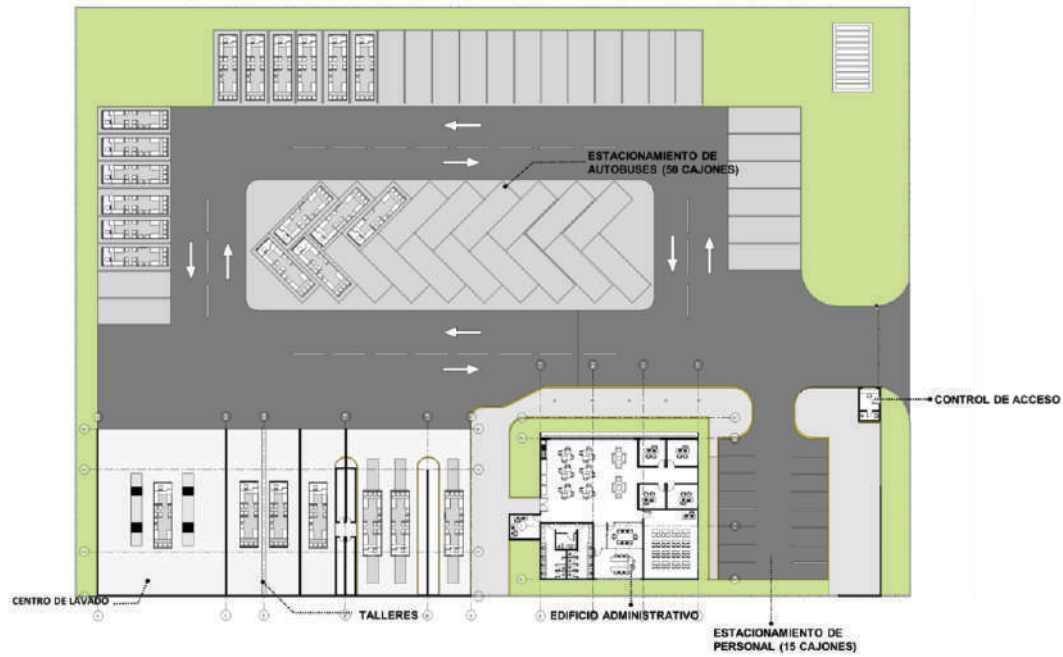 ESTACIONAMIENTO DE
AUTOBUSES (50 CAJONES)
CONTROL DE ACCESO
CENTRO DE LAVADO
TALLERES
EDIFICIO ADMINISTRATIVO
ESTACIONAMIENTO DE
PERSONAL (15 CAJONES)